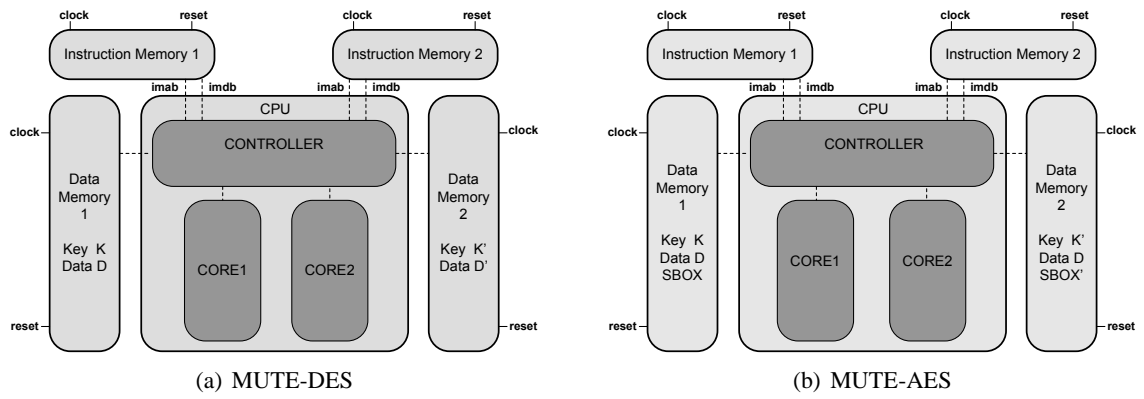 clock reset
Instruction Memory 1
clock reset
Instruction Memory 2
imab imdb
imab imdb
CPU
CONTROLLER
clock
clock
Data
Memory
1
Key K
Data D
Data
Memory
2
Key K’
Data D’
CORE1
CORE2
reset
reset
(a) MUTE-DES
clock reset
Instruction Memory 1
clock reset
Instruction Memory 2
imab imdb
imab imdb
CPU
CONTROLLER
clock
clock
Data
Memory
1
Key K
Data D
SBOX
Data
Memory
2
Key K’
Data D
SBOX’
CORE1
CORE2
reset
reset
(b) MUTE-AES